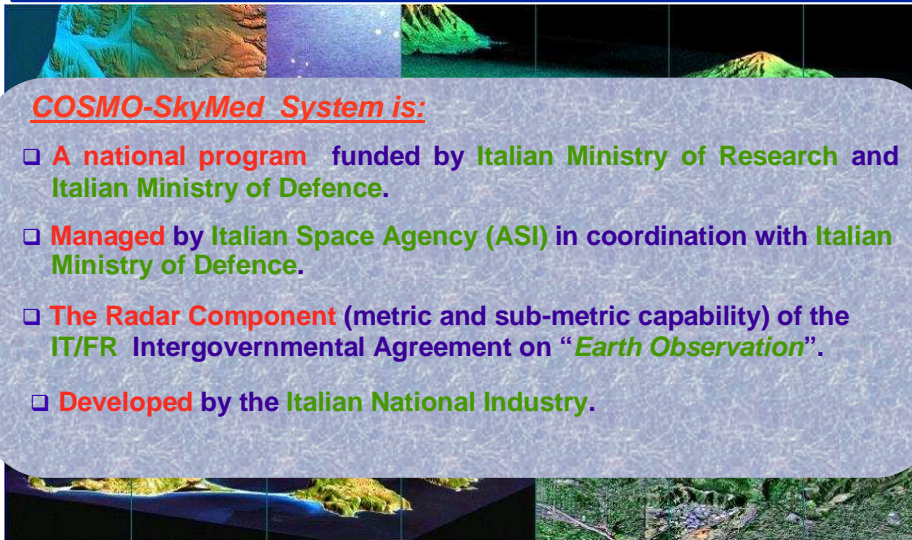 COSMO-SkyMed System is:
❑ A national program funded by Italian Ministry of Research and
Italian Ministry of Defence.
❑ Managed by Italian Space Agency (ASI) in coordination with Italian
Ministry of Defence.
❑ The Radar Component (metric and sub-metric capability) of the
IT/FR Intergovernmental Agreement on “Earth Observation”.
❑ Developed by the Italian National Industry.